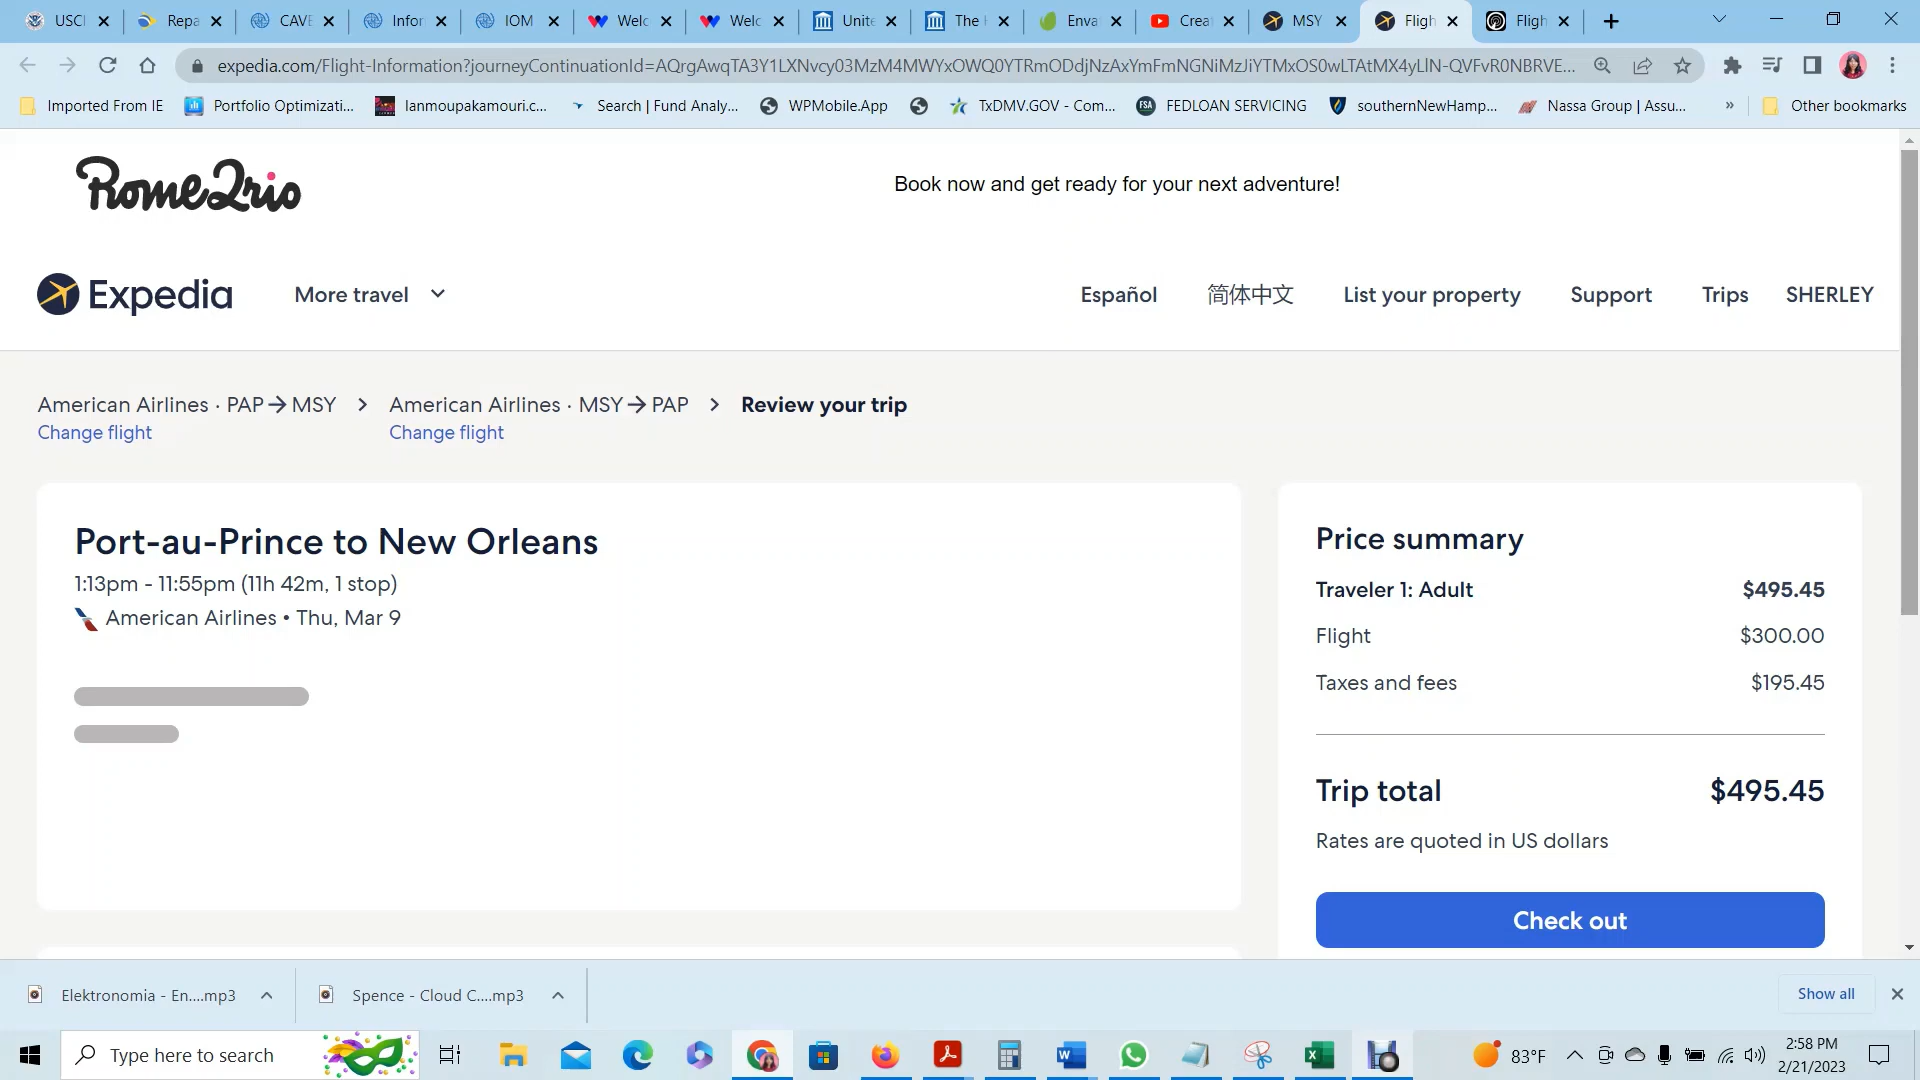 USCI
Repa
CAVE
Infor
IOM
Welc
Welc
Unite
The
Enva
Crea
MSY
Fligh
Fligh
expedia.com/Flight-Information?journeyContinuationId=AQrgAwqTA3Y1LXNvcy03MzM4MWYxOWQ0YTRmODdjNzAxYmFmNGNiMzJiYTMxOS0wLTAtMX4yLlN-QVFvR0NBRVE...
Imported From IE
Portfolio Optimizati...
lanmoupakamouri.c...
Search | Fund Analy...
WPMobile.App
TxDMV.GOV - Com...
FSA
FEDLOAN SERVICING
southernNewHamp...
Nassa Group | Assu...
»
Other bookmarks
Rome2rio
Book now and get ready for your next adventure!
Expedia
More travel
Español
简体中文
List your property
Support
Trips
SHERLEY
American Airlines · PAP→MSY
American Airlines · MSY→PAP
Review your trip
Change flight
Change flight
Port-au-Prince to New Orleans
1:13pm - 11:55pm (11h 42m, 1 stop)
American Airlines • Thu, Mar 9
Price summary
Traveler 1: Adult $495.45
Flight $300.00
Taxes and fees $195.45
Trip total $495.45
Rates are quoted in US dollars
Check out
Elektronomia - En....mp3
Spence - Cloud C....mp3
Show all
Type here to search
83°F
2:58 PM
2/21/2023